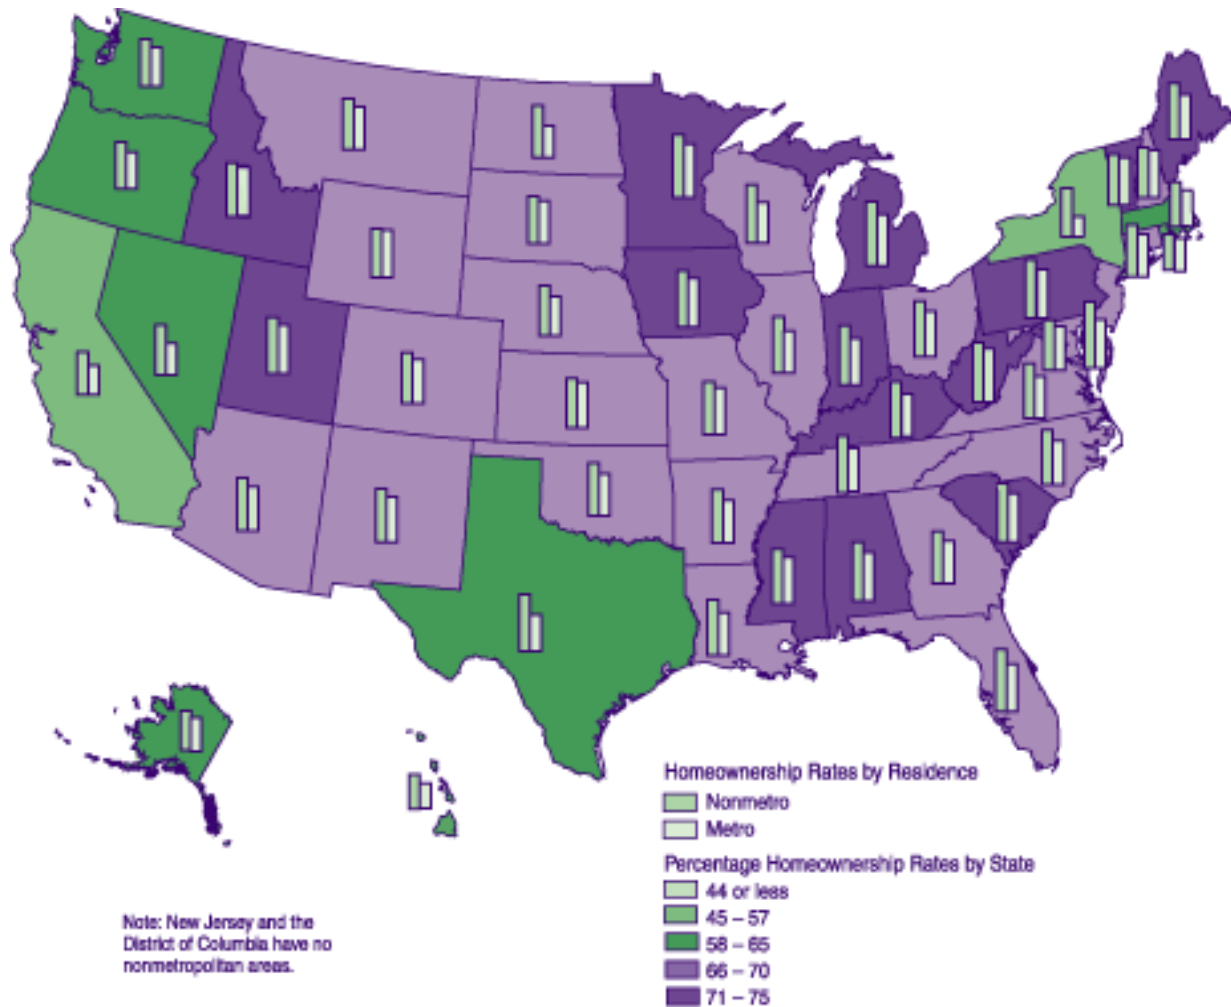 Homeownership Rates by Residence
Nonmetro
Metro
Percentage Homeownership Rates by State
44 or less
45 – 57
58 – 65
66 – 70
71 – 75
Note: New Jersey and the
District of Columbia have no
nonmetropolitan areas.